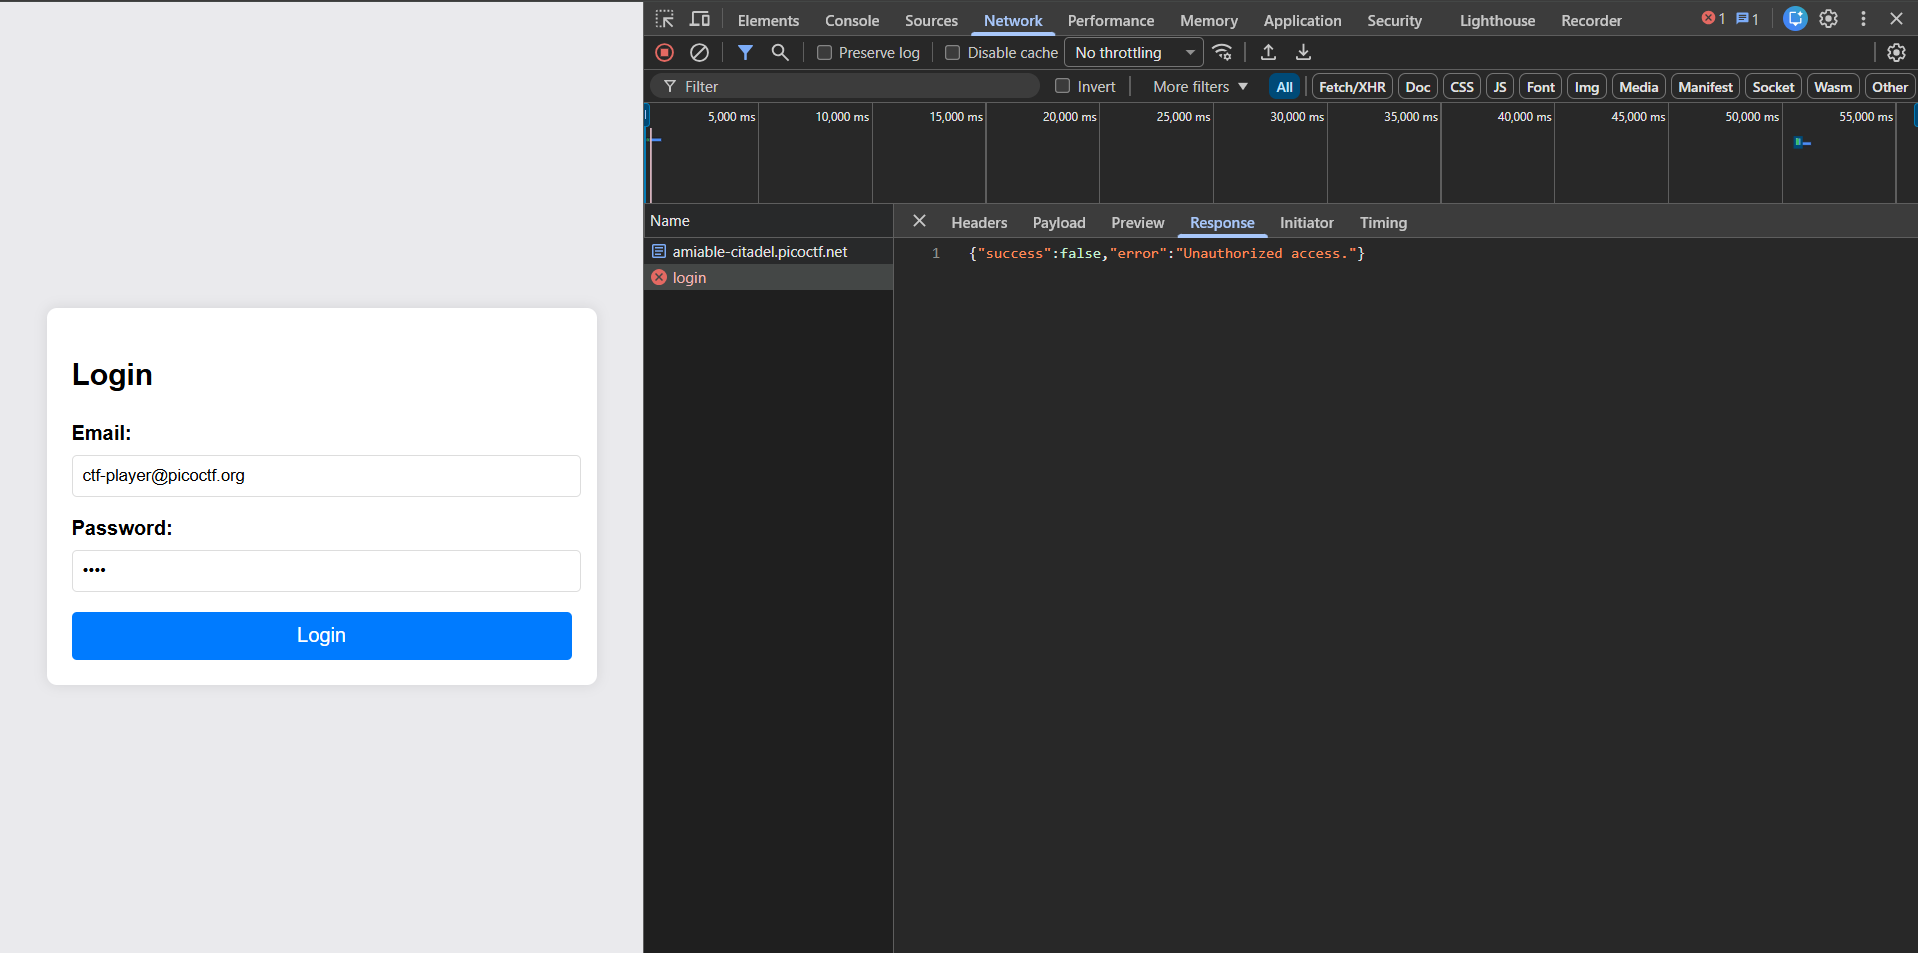 Login
Email:
ctf-player@picoctf.org
Password:
••••
Login
Elements Console Sources Network Performance Memory Application Security Lighthouse Recorder 1 1
Preserve log Disable cache No throttling
Filter Invert More filters All Fetch/XHR Doc CSS JS Font Img Media Manifest Socket Wasm Other
5,000 ms 10,000 ms 15,000 ms 20,000 ms 25,000 ms 30,000 ms 35,000 ms 40,000 ms 45,000 ms 50,000 ms 55,000 ms
Name
amiable-citadel.picoctf.net
login
Headers Payload Preview Response Initiator Timing
1 {"success":false,"error":"Unauthorized access."}